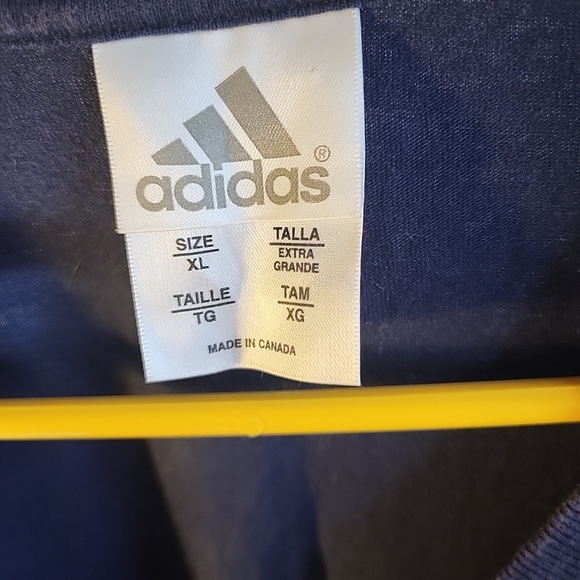 adidas®
SIZE
XL
TALLA
EXTRA
GRANDE
TAILLE
TG
TAM
XG
MADE IN CANADA